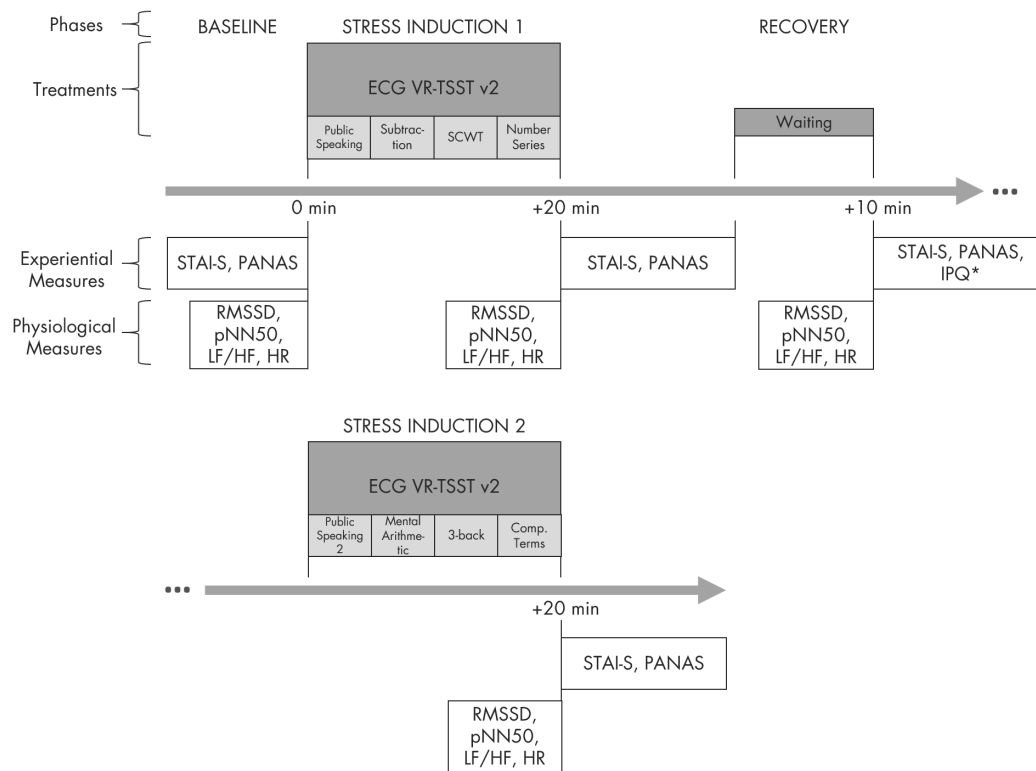 Phases
BASELINE
STRESS INDUCTION 1
RECOVERY
Treatments
ECG VR-TSST v2
Public
Speaking
Subtrac-
tion
SCWT
Number
Series
Waiting
•••
0 min
+20 min
+10 min
Experiential
Measures
STAI-S, PANAS
STAI-S, PANAS
STAI-S, PANAS,
IPQ*
Physiological
Measures
RMSSD,
pNN50,
LF/HF, HR
RMSSD,
pNN50,
LF/HF, HR
RMSSD,
pNN50,
LF/HF, HR
STRESS INDUCTION 2
ECG VR-TSST v2
Public
Speaking
2
Mental
Arithme-
tic
3-back
Comp.
Terms
•••
+20 min
STAI-S, PANAS
RMSSD,
pNN50,
LF/HF, HR